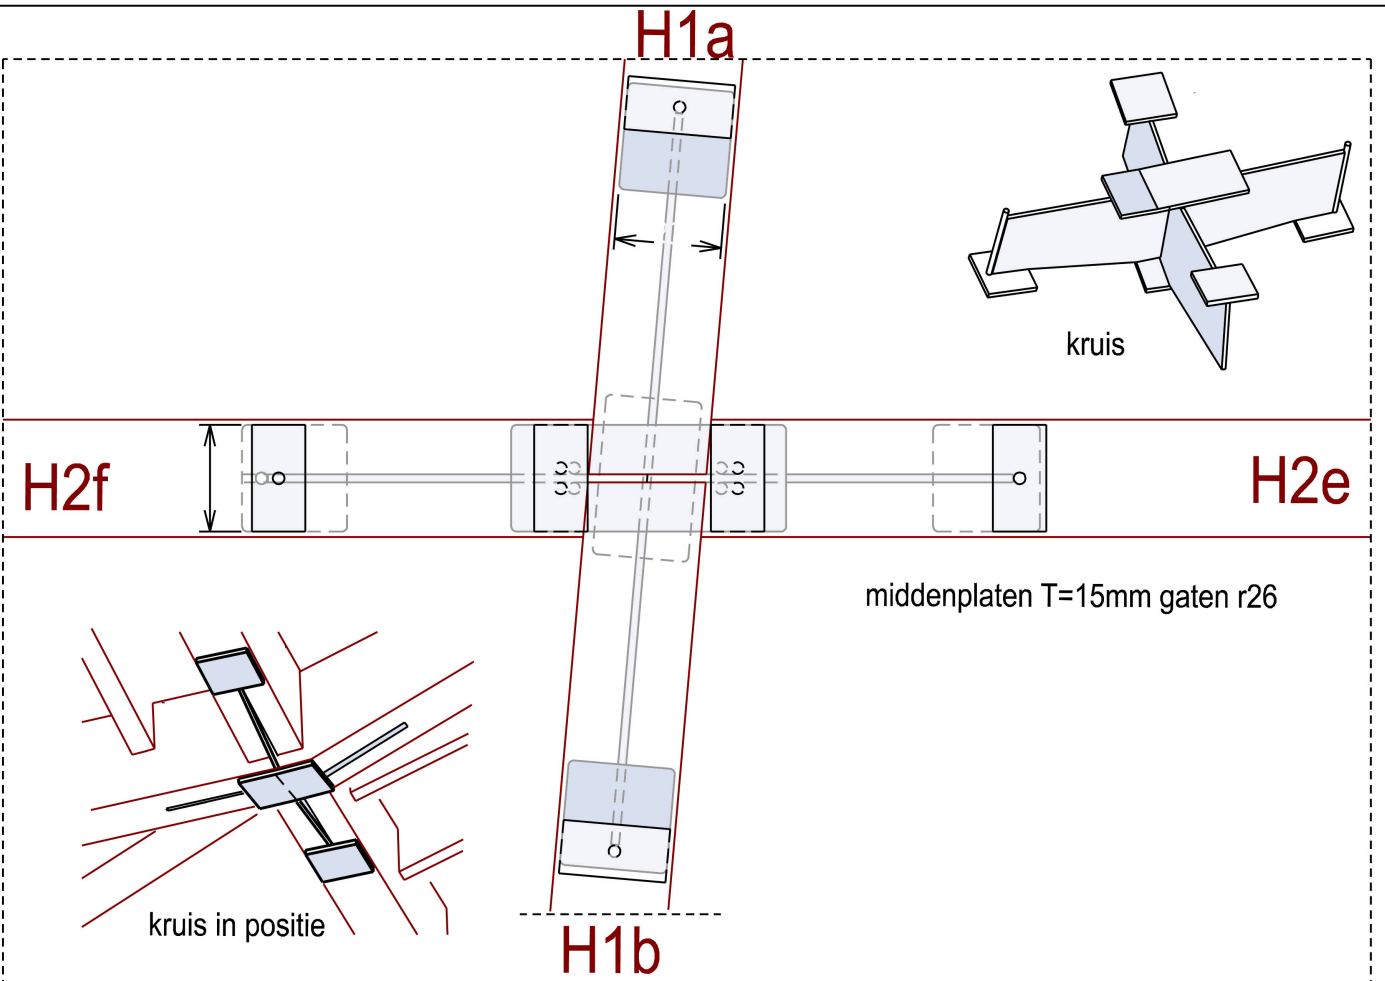 H1a
kruis
H2f
H2e
middenplaten T=15mm gaten r26
kruis in positie
H1b